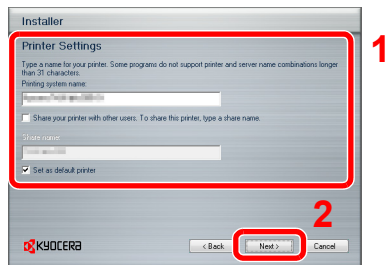 Installer
Printer Settings
1
Type a name for your printer. Some programs do not support printer and server name combinations longer
than 31 characters.
Printing system name:
Share your printer with other users. To share this printer, type a share name.
Share name:
Set as default printer
2
KYOCERA
< Back
Next >
Cancel